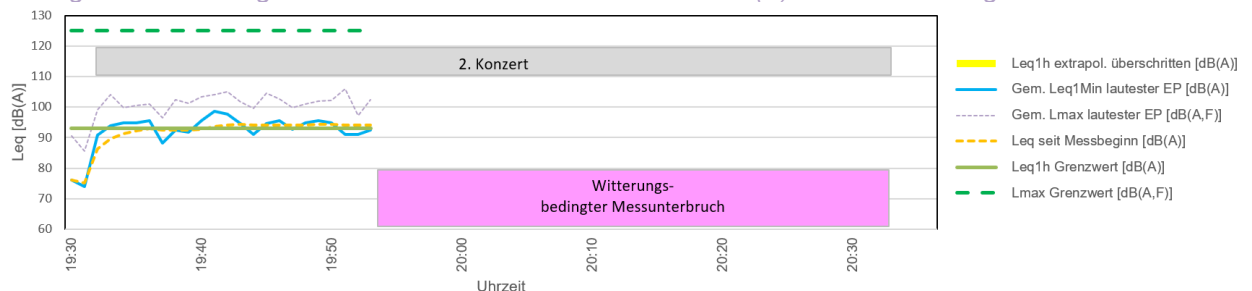 130
120
110
100
90
80
70
60
Leq [dB(A)]
2. Konzert
Witterungs-
bedingter Messunterbruch
19:30
19:40
19:50
20:00
20:10
20:20
20:30
Uhrzeit
Leq1h extrapol. überschritten [dB(A)]
Gem. Leq1Min lautester EP [dB(A)]
Gem. Lmax lautester EP [dB(A,F)]
Leq seit Messbeginn [dB(A)]
Leq1h Grenzwert [dB(A)]
Lmax Grenzwert [dB(A,F)]